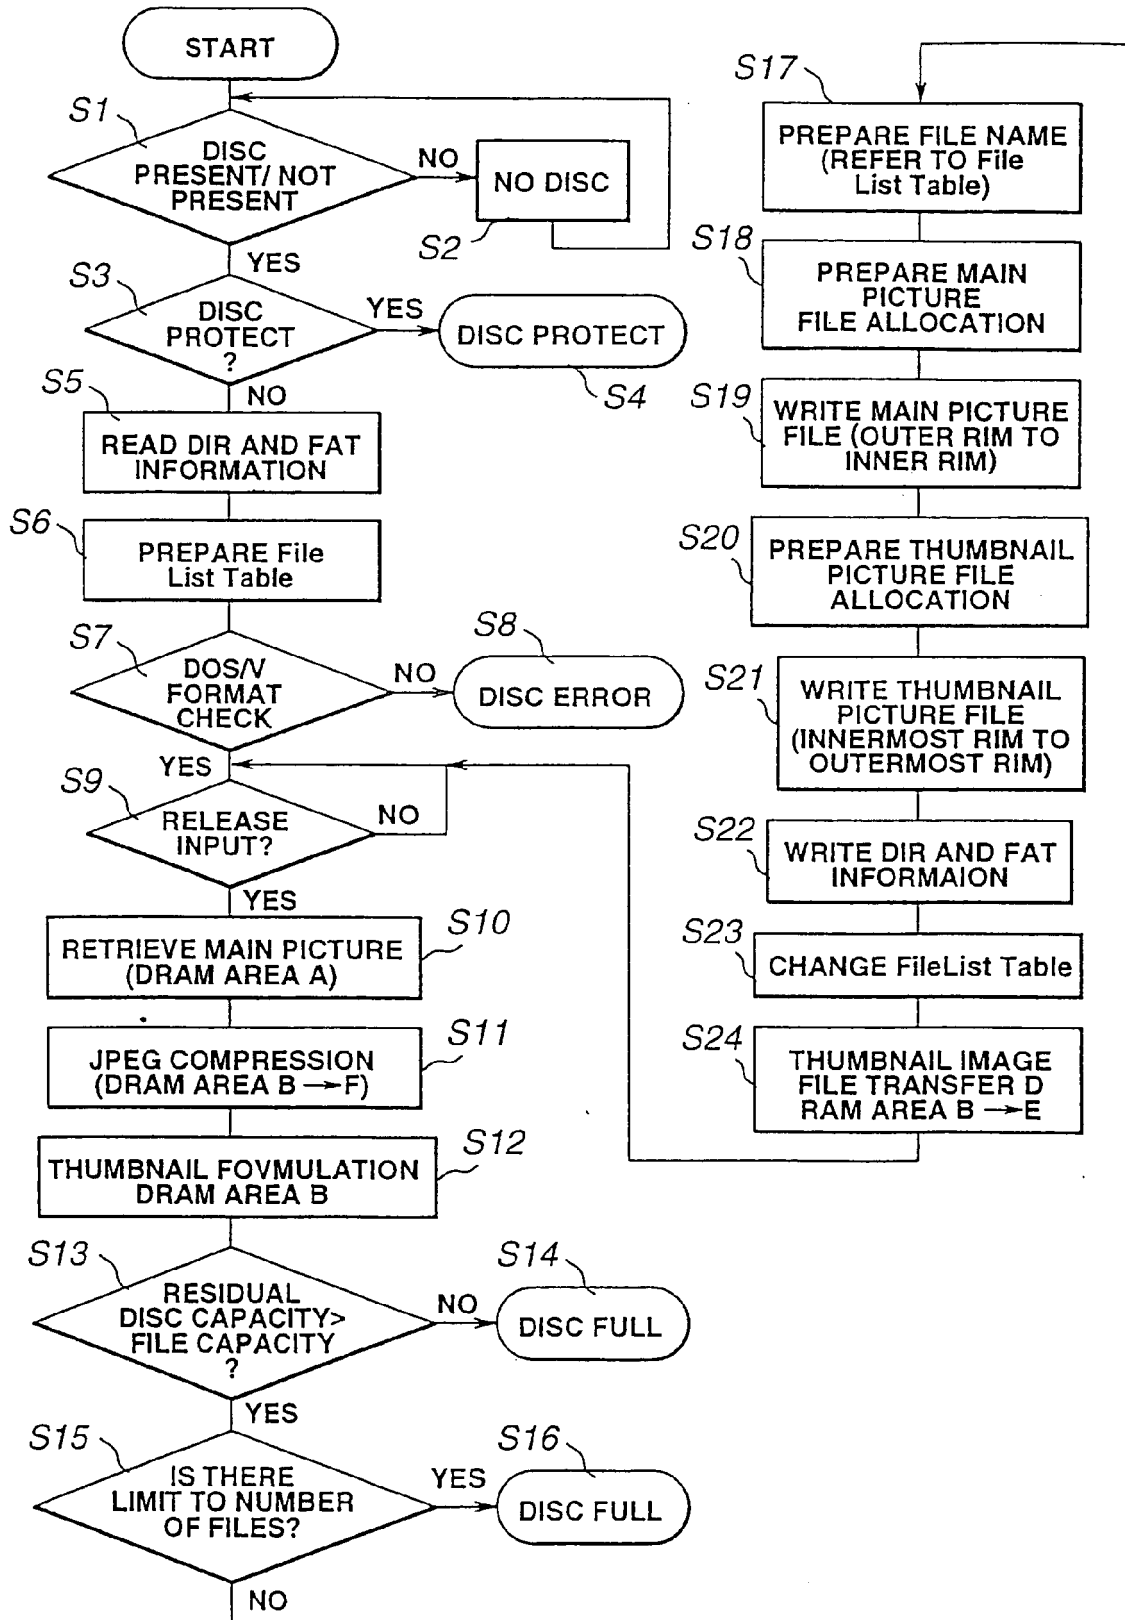 START
S1
DISC
PRESENT/ NOT
PRESENT
NO
NO DISC
S2
YES
S3
DISC
PROTECT
?
YES
DISC PROTECT
S4
NO
S5
READ DIR AND FAT
INFORMATION
S6
PREPARE File
List Table
S7
DOS/V
FORMAT
CHECK
NO
S8
DISC ERROR
YES
S9
RELEASE
INPUT?
NO
YES
RETRIEVE MAIN PICTURE
(DRAM AREA A)
S10
JPEG COMPRESSION
(DRAM AREA B → F)
S11
THUMBNAIL FOVMULATION
DRAM AREA B
S12
S13
RESIDUAL
DISC CAPACITY>
FILE CAPACITY
?
NO
S14
DISC FULL
YES
S15
IS THERE
LIMIT TO NUMBER
OF FILES?
YES
S16
DISC FULL
NO
S17
PREPARE FILE NAME
(REFER TO File
List Table)
S18
PREPARE MAIN
PICTURE
FILE ALLOCATION
S19
WRITE MAIN PICTURE
FILE (OUTER RIM TO
INNER RIM)
S20
PREPARE THUMBNAIL
PICTURE FILE
ALLOCATION
S21
WRITE THUMBNAIL
PICTURE FILE
(INNERMOST RIM TO
OUTERMOST RIM)
S22
WRITE DIR AND FAT
INFORMAION
S23
CHANGE FileList Table
S24
THUMBNAIL IMAGE
FILE TRANSFER D
RAM AREA B → E